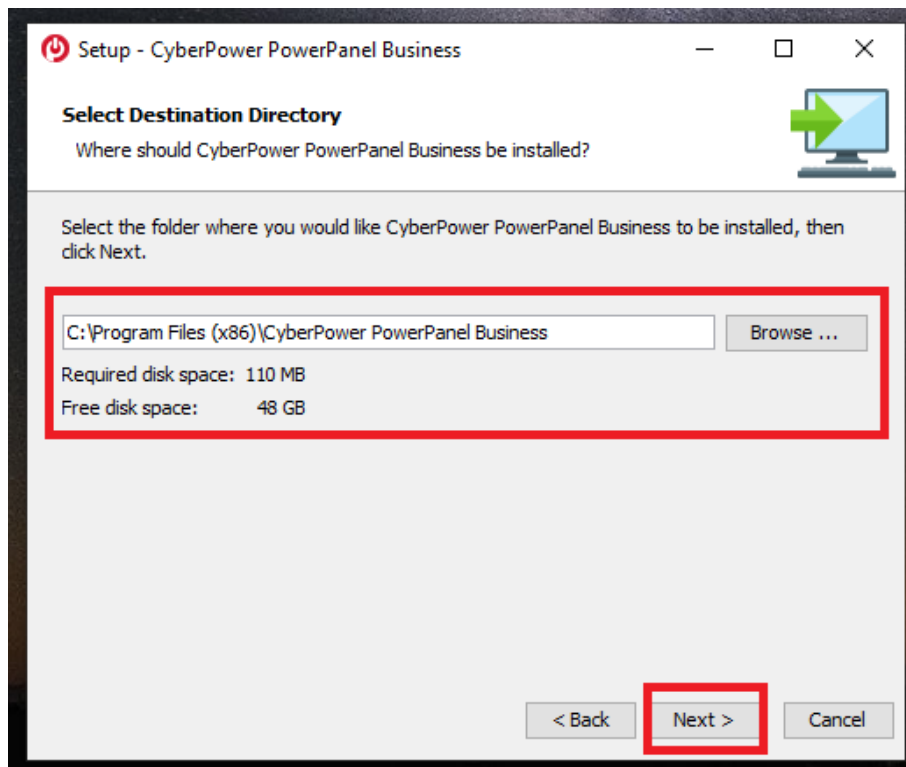 Setup - CyberPower PowerPanel Business
Select Destination Directory
Where should CyberPower PowerPanel Business be installed?
Select the folder where you would like CyberPower PowerPanel Business to be installed, then
click Next.
C:\Program Files (x86)\CyberPower PowerPanel Business
Browse ...
Required disk space: 110 MB
Free disk space: 48 GB
< Back Next > Cancel